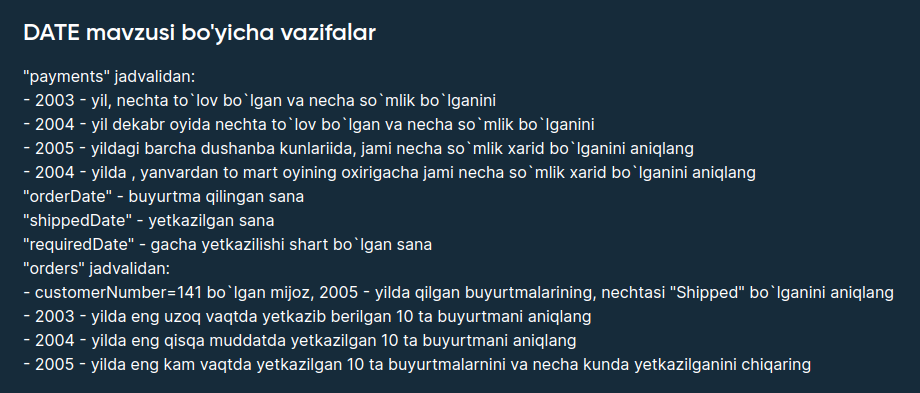 DATE mavzusi bo'yicha vazifalar
"payments" jadvalidan:
- 2003 - yil, nechta to`lov bo`lgan va necha so`mlik bo`lganini
- 2004 - yil dekabr oyida nechta to`lov bo`lgan va necha so`mlik bo`lganini
- 2005 - yildagi barcha dushanba kunlariida, jami necha so`mlik xarid bo`lganini aniqlang
- 2004 - yilda , yanvardan to mart oyining oxirigacha jami necha so`mlik xarid bo`lganini aniqlang
"orderDate" - buyurtma qilingan sana
"shippedDate" - yetkazilgan sana
"requiredDate" - gacha yetkazilishi shart bo`lgan sana
"orders" jadvalidan:
- customerNumber=141 bo`lgan mijoz, 2005 - yilda qilgan buyurtmalarining, nechtasi "Shipped" bo`lganini aniqlang
- 2003 - yilda eng uzoq vaqtda yetkazib berilgan 10 ta buyurtmani aniqlang
- 2004 - yilda eng qisqa muddatda yetkazilgan 10 ta buyurtmani aniqlang
- 2005 - yilda eng kam vaqtda yetkazilgan 10 ta buyurtmalarnini va necha kunda yetkazilganini chiqaring